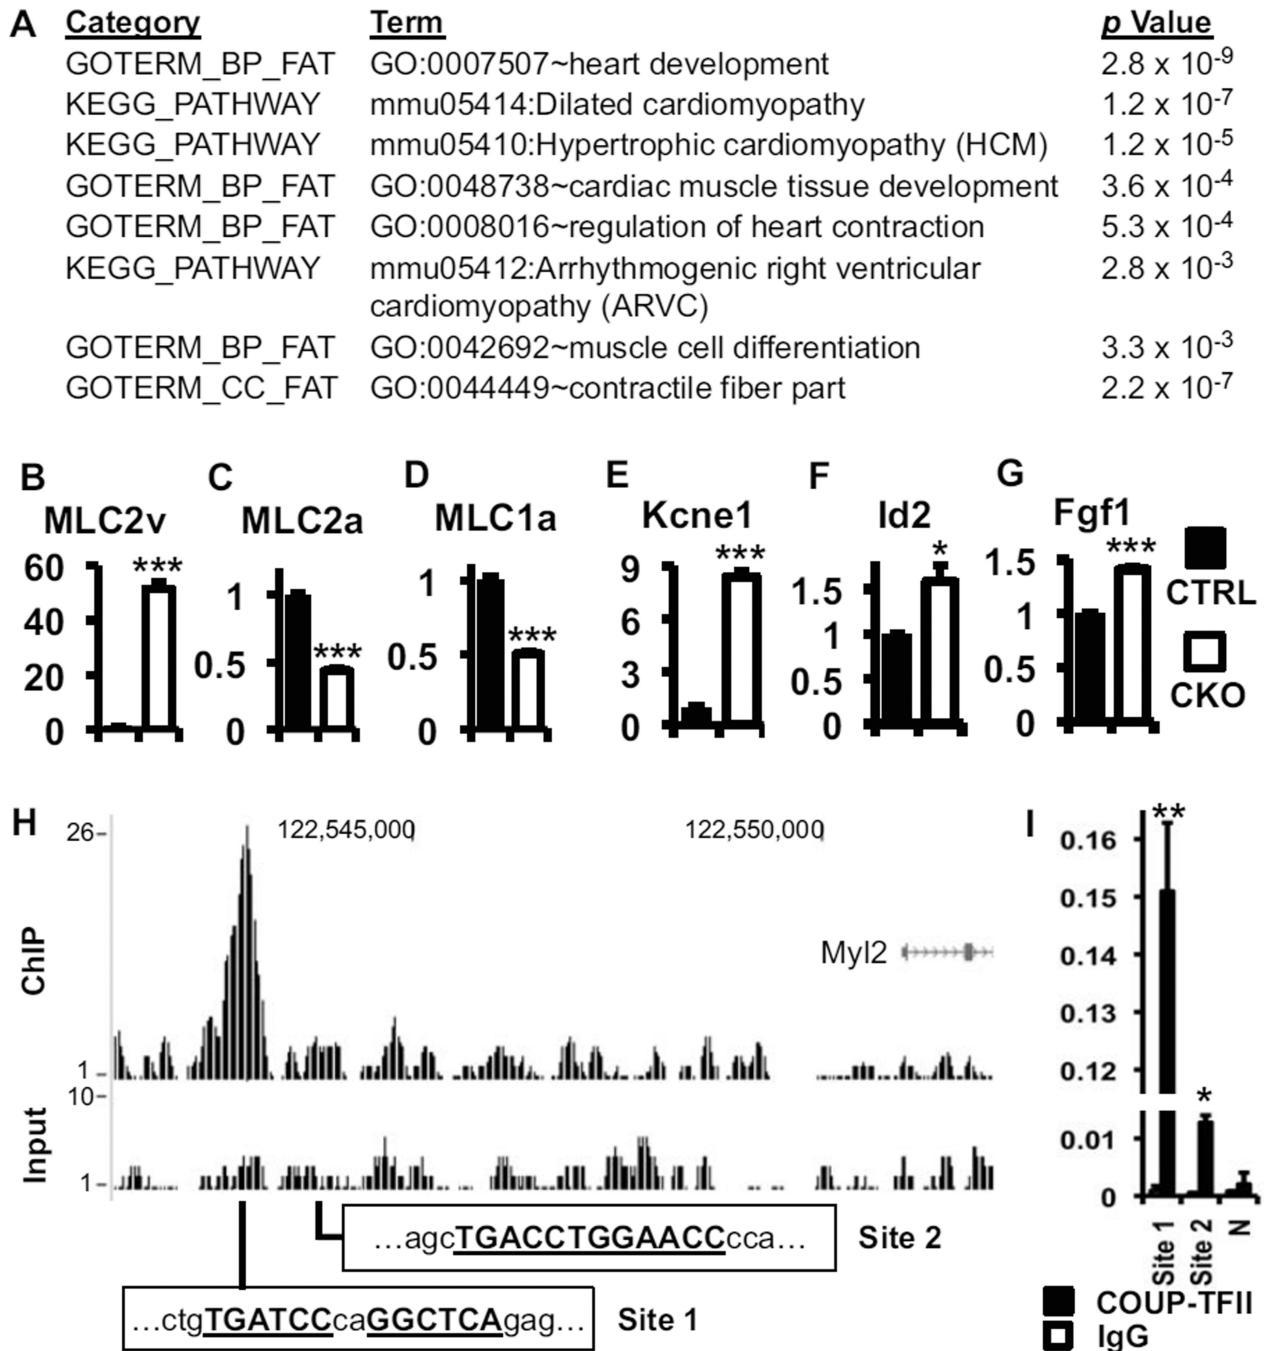 A Category Term p Value
GOTERM_BP_FAT GO:0007507~heart development 2.8 x 10-9
KEGG_PATHWAY mmu05414:Dilated cardiomyopathy 1.2 x 10-7
KEGG_PATHWAY mmu05410:Hypertrophic cardiomyopathy (HCM) 1.2 x 10-5
GOTERM_BP_FAT GO:0048738~cardiac muscle tissue development 3.6 x 10-4
GOTERM_BP_FAT GO:0008016~regulation of heart contraction 5.3 x 10-4
KEGG_PATHWAY mmu05412:Arrhythmogenic right ventricular 2.8 x 10-3
cardiomyopathy (ARVC)
GOTERM_BP_FAT GO:0042692~muscle cell differentiation 3.3 x 10-3
GOTERM_CC_FAT GO:0044449~contractile fiber part 2.2 x 10-7
B
MLC2v
60
40
20
0
***
C
MLC2a
1
0.5
0
***
D
MLC1a
1
0.5
0
***
E
Kcne1
9
6
3
0
***
F
Id2
1.5
1
0.5
0
*
G
Fgf1
1.5
1
0.5
0
***
CTRL
CKO
H
26
122,545,000
122,550,000
ChIP
Myl2
1
10
Input
1
...agcTGACCTGGAACCcca... Site 2
...ctgTGATCCcaGGCTCAgag... Site 1
I
**
0.16
0.15
0.14
0.13
0.12
*
0.01
0
Site 1
Site 2
N
COUP-TFII
IgG